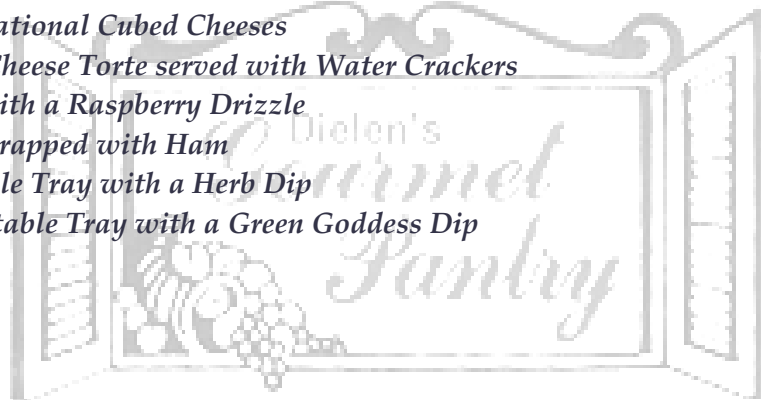 ational Cubed Cheeses
Cheese Torte served with Water Crackers
ith a Raspberry Drizzle
rapped with Ham
le Tray with a Herb Dip
table Tray with a Green Goddess Dip
Dielen's
Gourmet
Pantry